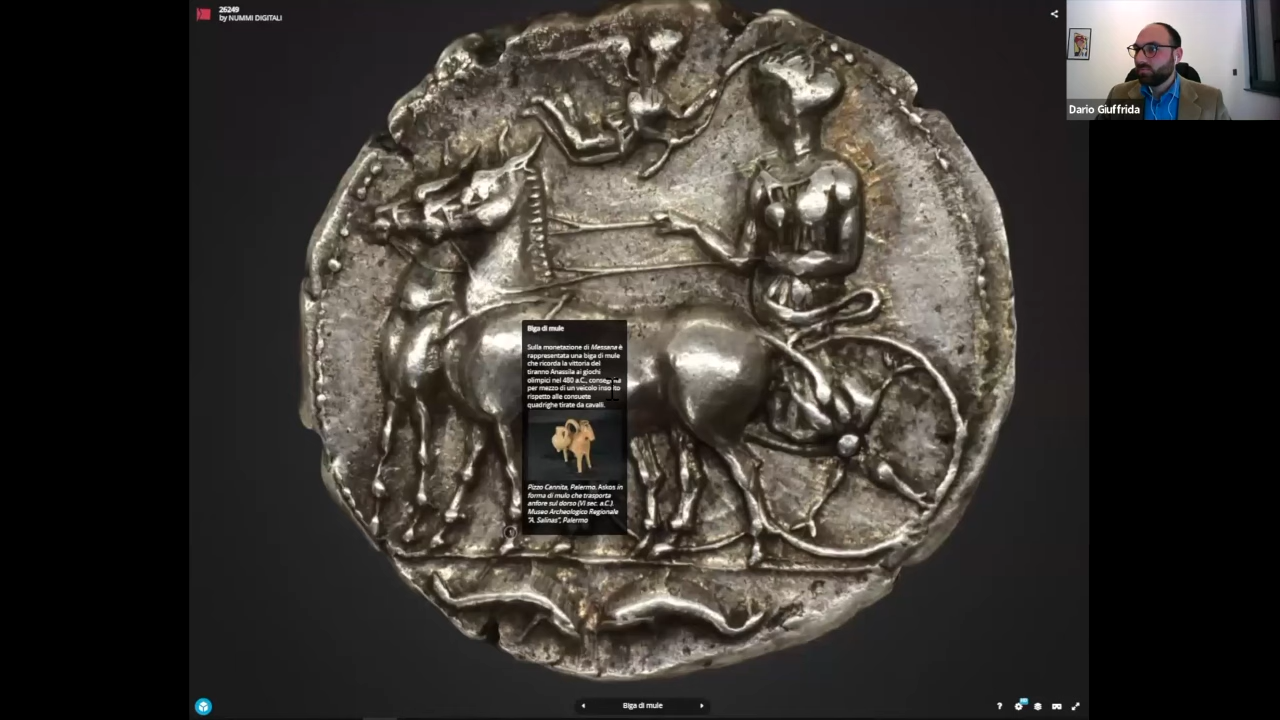 26249
by NUMMI DIGITALI
Dario Giuffrida
Biga di mule
Sulla monetazione di Messana è
rappresentata una biga di mule
che ricorda la vittoria del
tiranno Anassila ai giochi
olimpici nel 480 a.C.,
per mezzo di un veicolo
rispetto alle consuete
quadrighe tirate da cavalli.
Pizzo Cannita, Palermo. Askos in
forma di mulo che trasporta
anfore sul dorso (VI sec. a.C.)
Museo Archeologico Regionale
"A. Salinas", Palermo
Biga di mule
?
HD